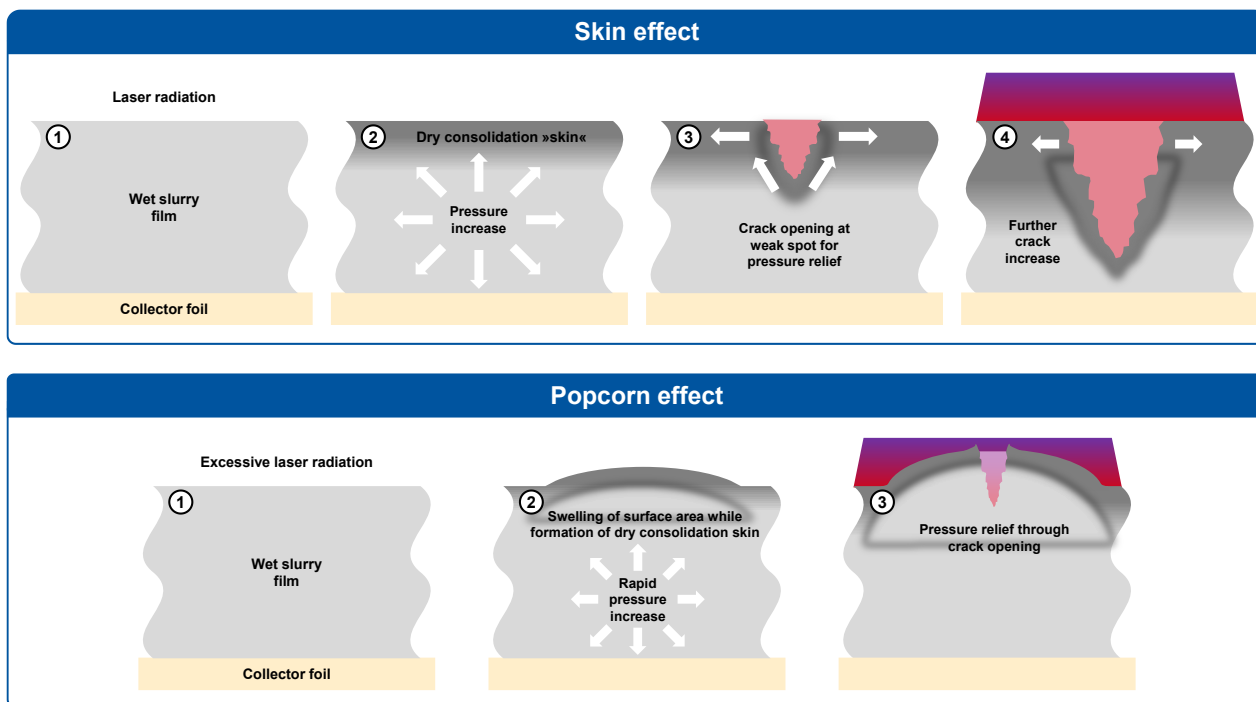 Skin effect
Laser radiation
1
Wet slurry
film
Collector foil
2
Dry consolidation »skin«
Pressure
increase
3
Crack opening at
weak spot for
pressure relief
4
Further
crack
increase
Popcorn effect
Excessive laser radiation
1
Wet slurry
film
Collector foil
2
Swelling of surface area while
formation of dry consolidation skin
Rapid
pressure
increase
3
Pressure relief through
crack opening